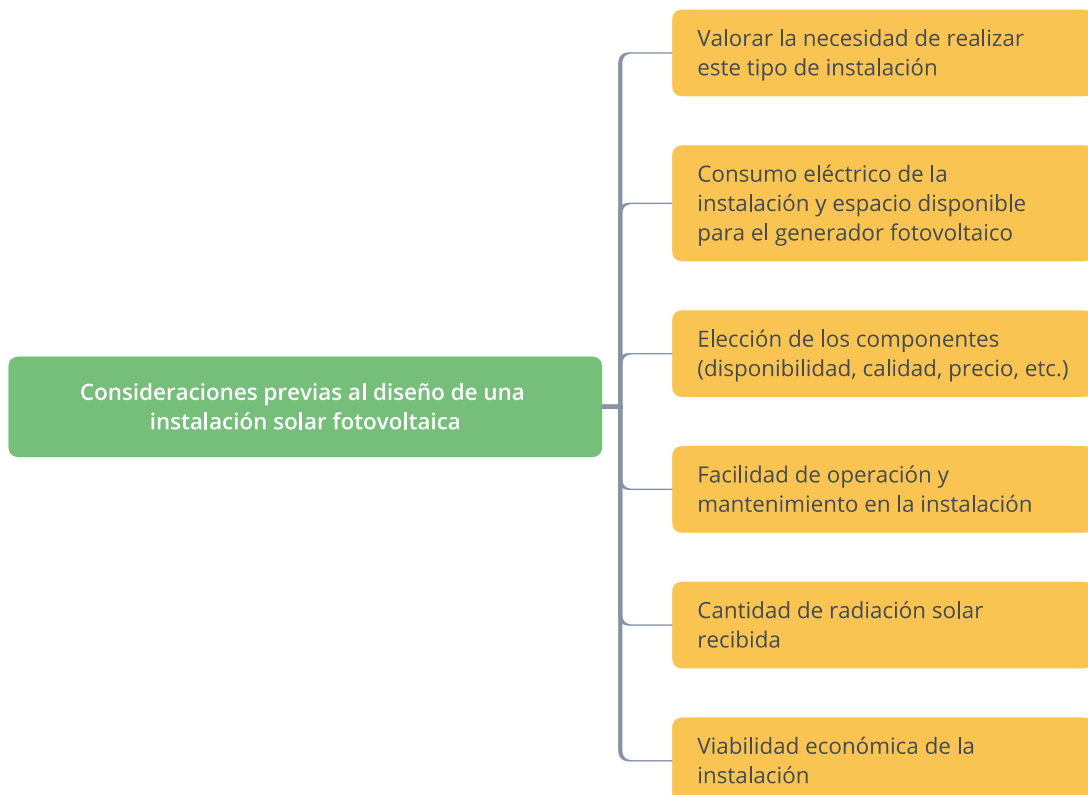 Valorar la necesidad de realizar
este tipo de instalación
Consumo eléctrico de la
instalación y espacio disponible
para el generador fotovoltaico
Elección de los componentes
(disponibilidad, calidad, precio, etc.)
Consideraciones previas al diseño de una
instalación solar fotovoltaica
Facilidad de operación y
mantenimiento en la instalación
Cantidad de radiación solar
recibida
Viabilidad económica de la
instalación